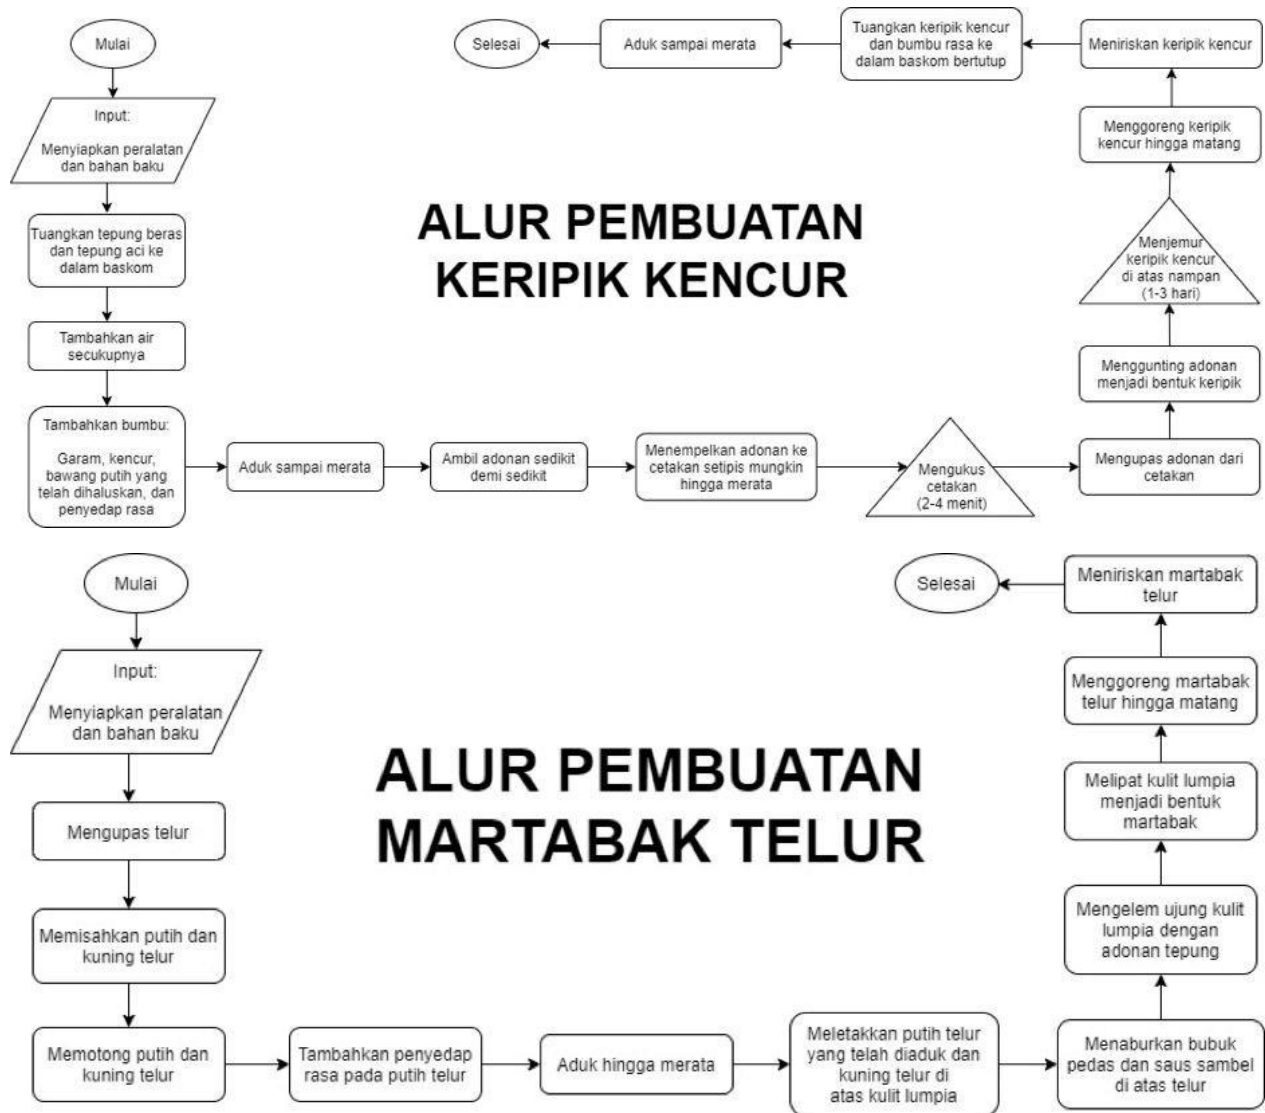 Mulai
Input:
Menyiapkan peralatan
dan bahan baku
Tuangkan tepung beras
dan tepung aci ke
dalam baskom
Tambahkan air
secukupnya
Tambahkan bumbu:
Garam, kencur,
bawang putih yang
telah dihaluskan, dan
penyedap rasa
Aduk sampai merata
Ambil adonan sedikit
demi sedikit
Menempelkan adonan ke
cetakan setipis mungkin
hingga merata
Mengukus
cetakan
(2-4 menit)
Mengupas adonan dari
cetakan
Menggunting adonan
menjadi bentuk keripik
Menjemur
keripik kencur
di atas nampan
(1-3 hari)
Menggoreng keripik
kencur hingga matang
Meniriskan keripik kencur
Tuangkan keripik kencur
dan bumbu rasa ke
dalam baskom bertutup
Aduk sampai merata
Selesai
ALUR PEMBUATAN
KERIPIK KENCUR
Mulai
Input:
Menyiapkan peralatan
dan bahan baku
Mengupas telur
Memisahkan putih dan
kuning telur
Memotong putih dan
kuning telur
Tambahkan penyedap
rasa pada putih telur
Aduk hingga merata
Meletakkan putih telur
yang telah diaduk dan
kuning telur di
atas kulit lumpia
Menaburkan bubuk
pedas dan saus sambel
di atas telur
Mengelem ujung kulit
lumpia dengan
adonan tepung
Melipat kulit lumpia
menjadi bentuk
martabak
Menggoreng martabak
telur hingga matang
Meniriskan martabak
telur
Selesai
ALUR PEMBUATAN
MARTABAK TELUR